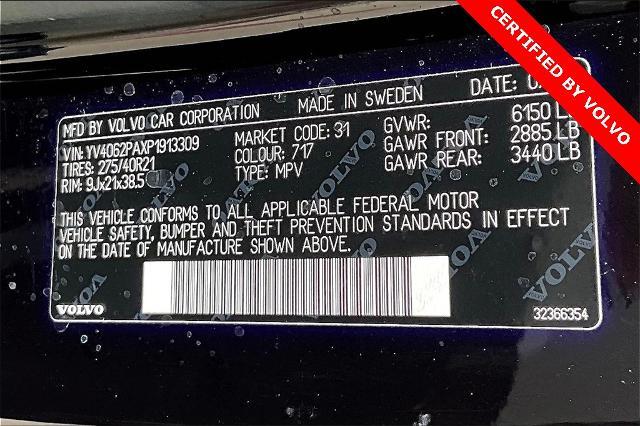 CERTIFIED BY VOLVO
MFD BY VOLVO CAR CORPORATION MADE IN SWEDEN DATE:
VIN: YV4062PAXP1913309 MARKET CODE: 31 GVWR: 6150
TIRES: 275/40R21 COLOUR: 717 GAWR FRONT: 2885 LB
RIM: 9Jx21x38.5 TYPE: MPV GAWR REAR: 3440 LB
THIS VEHICLE CONFORMS TO ALL APPLICABLE FEDERAL MOTOR
VEHICLE SAFETY, BUMPER AND THEFT PREVENTION STANDARDS IN EFFECT
ON THE DATE OF MANUFACTURE SHOWN ABOVE.
VOLVO 32366354